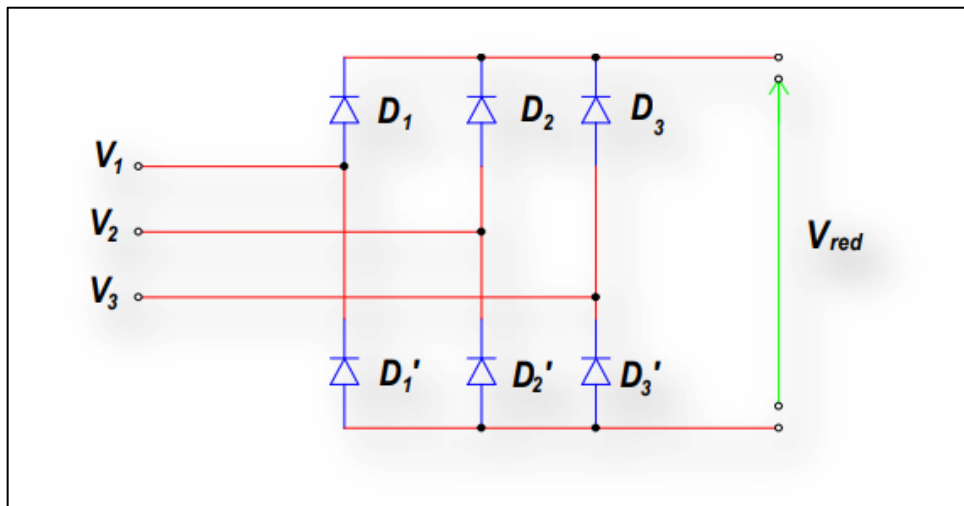 D1 D2 D3
V1
V2
Vred
V3
D1' D2' D3'